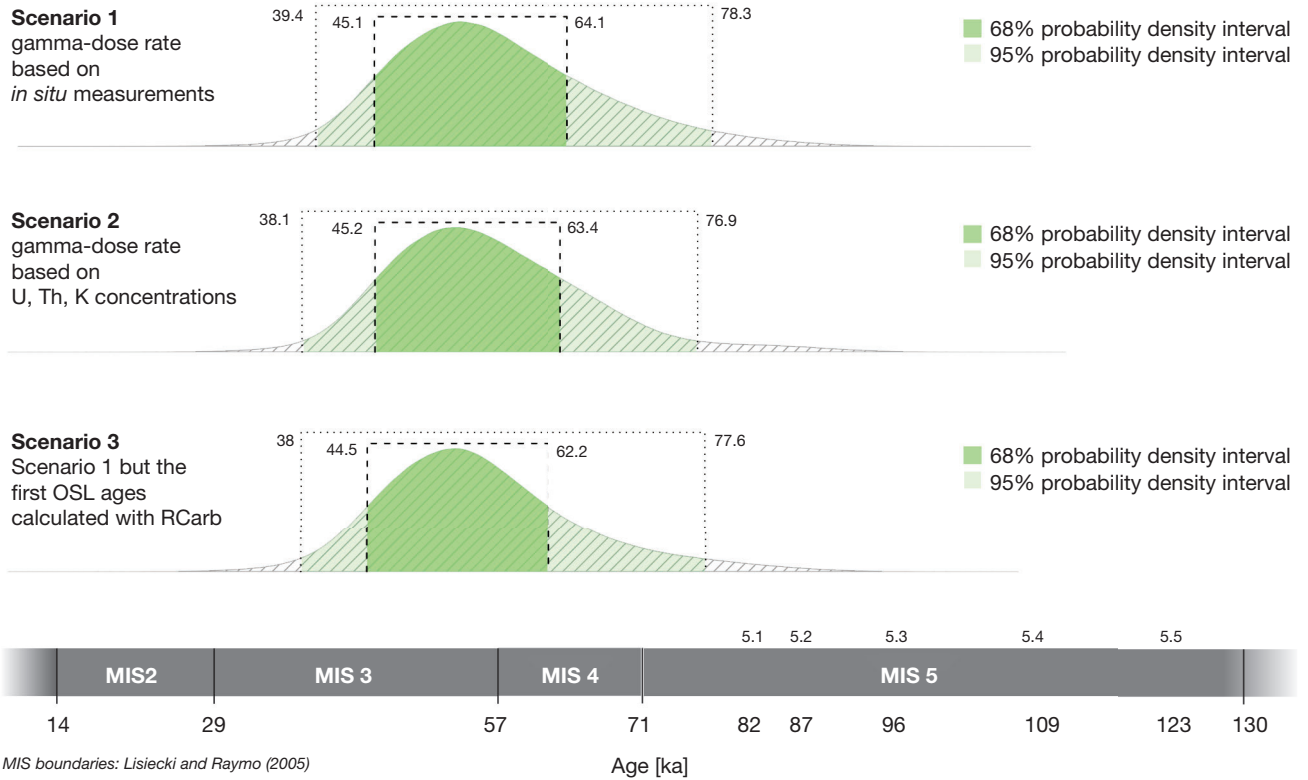 Scenario 1
gamma-dose rate
based on
in situ measurements
39.4
45.1
64.1
78.3
68% probability density interval
95% probability density interval
Scenario 2
gamma-dose rate
based on
U, Th, K concentrations
38.1
45.2
63.4
76.9
68% probability density interval
95% probability density interval
Scenario 3
Scenario 1 but the
first OSL ages
calculated with RCarb
38
44.5
62.2
77.6
68% probability density interval
95% probability density interval
5.1 5.2 5.3 5.4 5.5
MIS2 MIS 3 MIS 4 MIS 5
14 29 57 71 82 87 96 109 123 130
MIS boundaries: Lisiecki and Raymo (2005)
Age [ka]